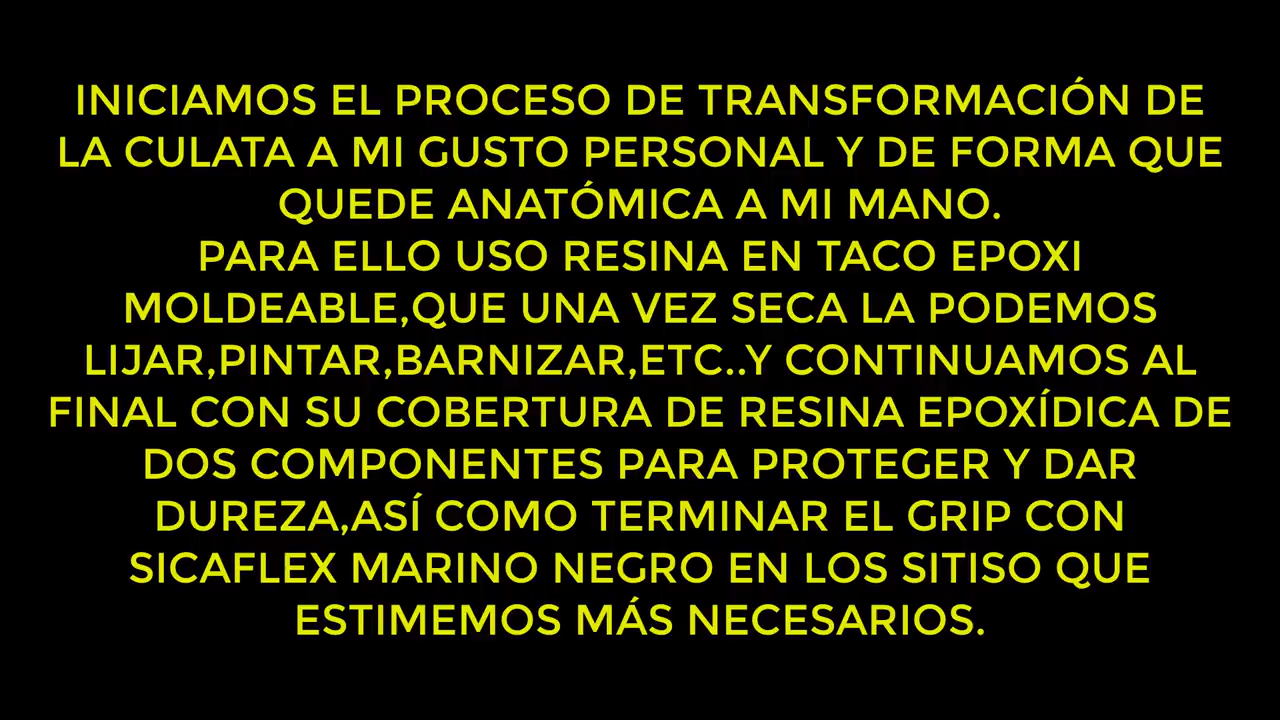 INICIAMOS EL PROCESO DE TRANSFORMACIÓN DE
LA CULATA A MI GUSTO PERSONAL Y DE FORMA QUE
QUEDE ANATÓMICA A MI MANO.
PARA ELLO USO RESINA EN TACO EPOXI
MOLDEABLE,QUE UNA VEZ SECA LA PODEMOS
LIJAR,PINTAR,BARNIZAR,ETC..Y CONTINUAMOS AL
FINAL CON SU COBERTURA DE RESINA EPOXÍDICA DE
DOS COMPONENTES PARA PROTEGER Y DAR
DUREZA,ASÍ COMO TERMINAR EL GRIP CON
SICAFLEX MARINO NEGRO EN LOS SITISO QUE
ESTIMEMOS MÁS NECESARIOS.